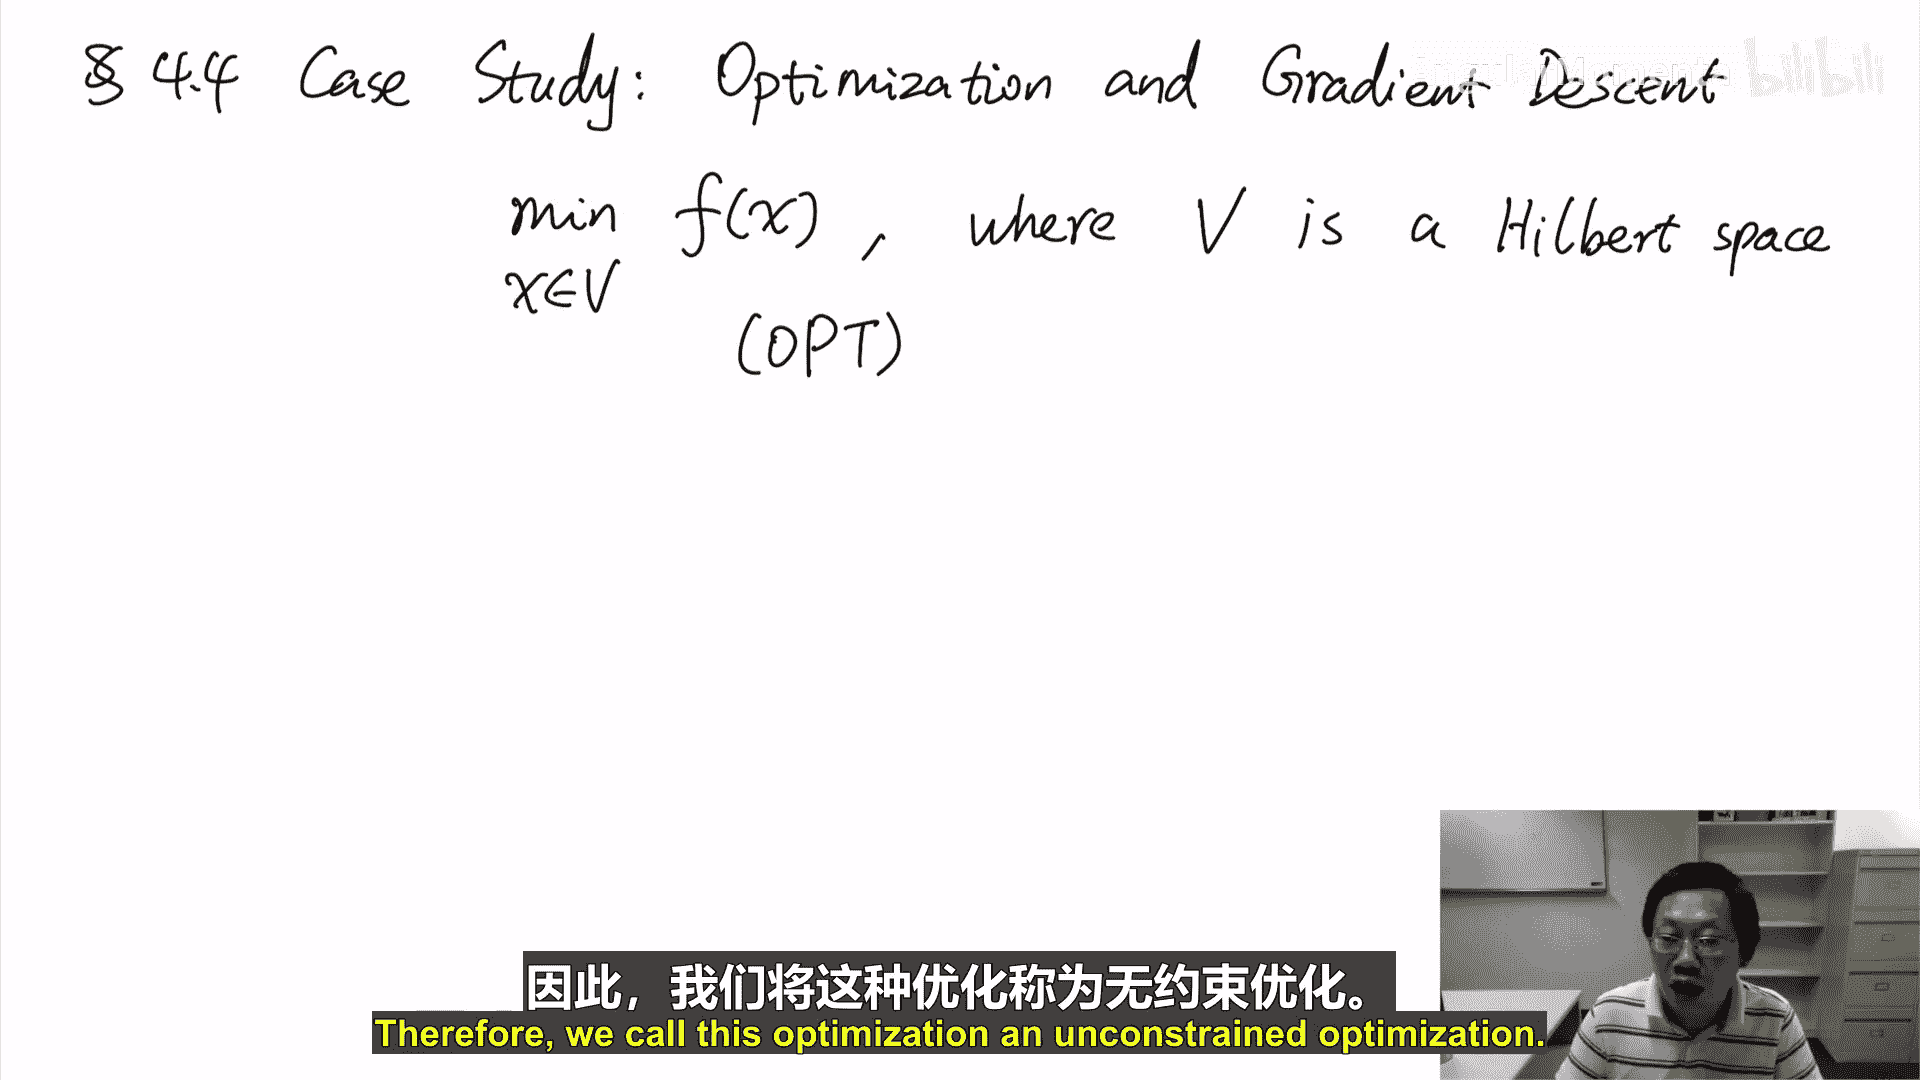 § 4.4 Case Study: Optimization and Gradient Descent
min f(x), where V is a Hilbert space
x∈V
(OPT)
bilibili
因此，我们将这种优化称为无约束优化。
Therefore, we call this optimization an unconstrained optimization.